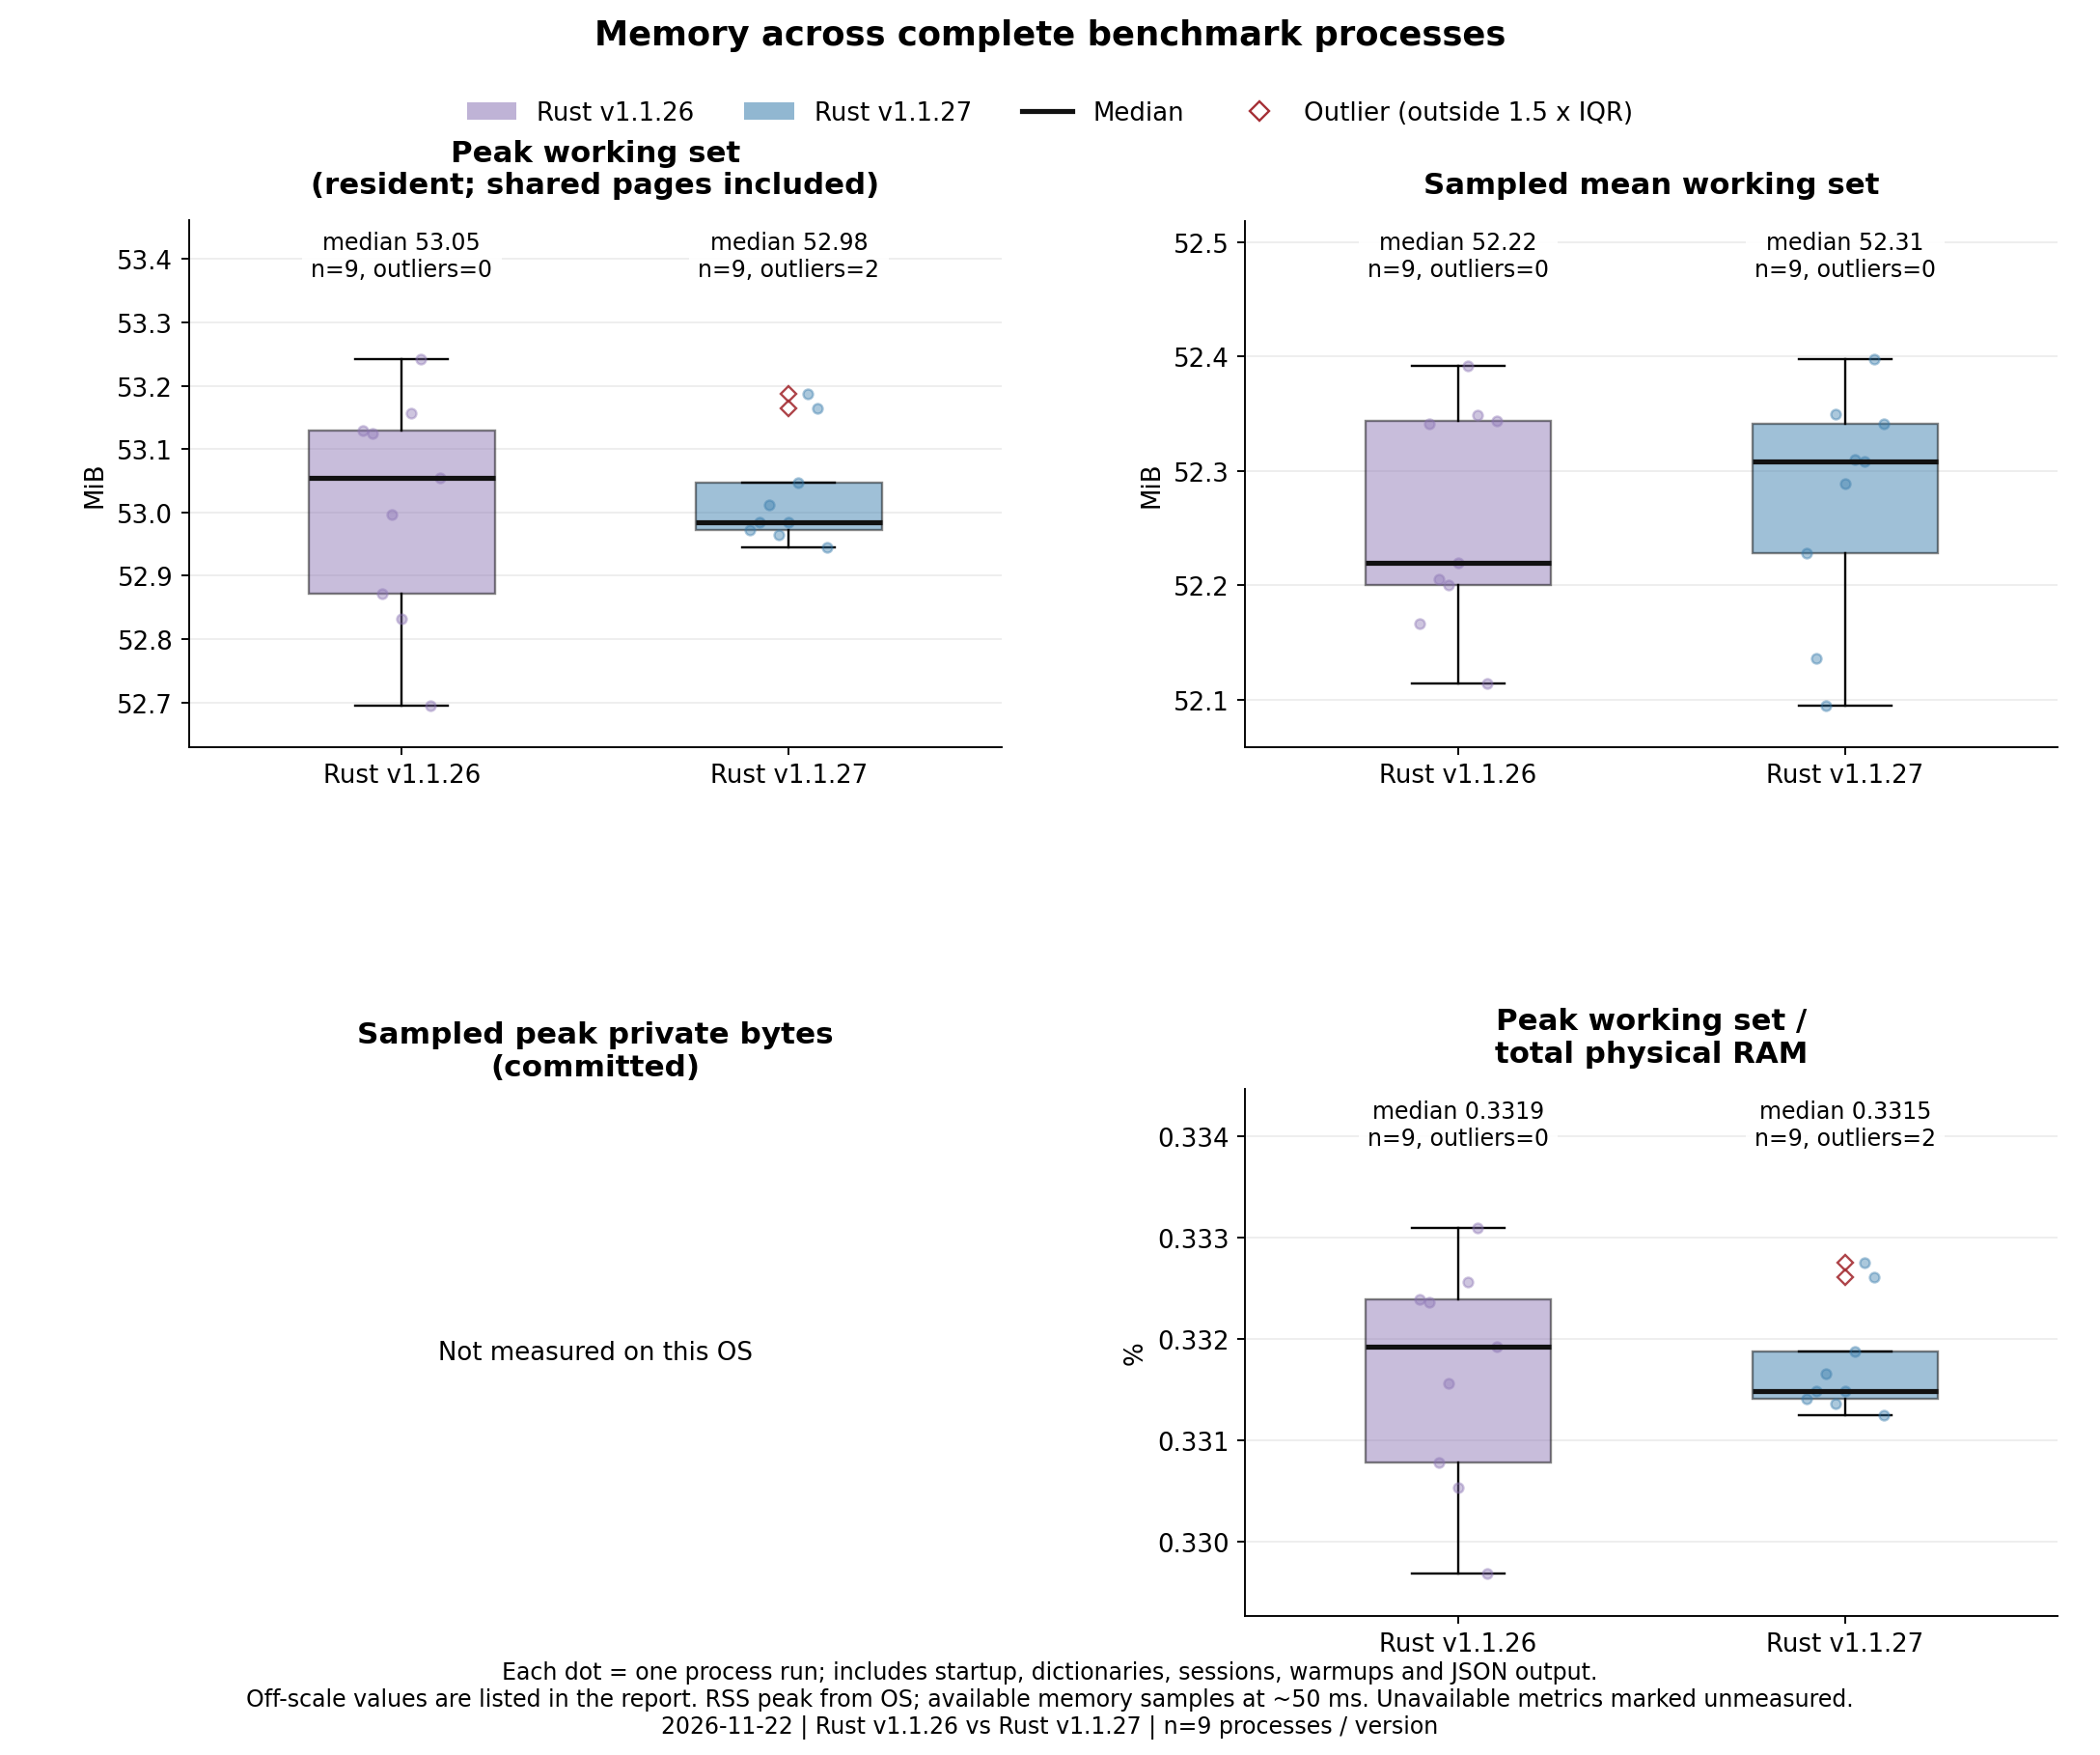 Memory across complete benchmark processes
Rust v1.1.26
Rust v1.1.27
Median
Outlier (outside 1.5 x IQR)
Peak working set
(resident; shared pages included)
median 53.05
n=9, outliers=0
median 52.98
n=9, outliers=2
MiB
53.4
53.3
53.2
53.1
53.0
52.9
52.8
52.7
Rust v1.1.26
Rust v1.1.27
Sampled mean working set
median 52.22
n=9, outliers=0
median 52.31
n=9, outliers=0
MiB
52.5
52.4
52.3
52.2
52.1
Rust v1.1.26
Rust v1.1.27
Sampled peak private bytes
(committed)
Not measured on this OS
Peak working set /
total physical RAM
median 0.3319
n=9, outliers=0
median 0.3315
n=9, outliers=2
%
0.334
0.333
0.332
0.331
0.330
Rust v1.1.26
Rust v1.1.27
Each dot = one process run; includes startup, dictionaries, sessions, warmups and JSON output.
Off-scale values are listed in the report. RSS peak from OS; available memory samples at ~50 ms. Unavailable metrics marked unmeasured.
2026-11-22 | Rust v1.1.26 vs Rust v1.1.27 | n=9 processes / version